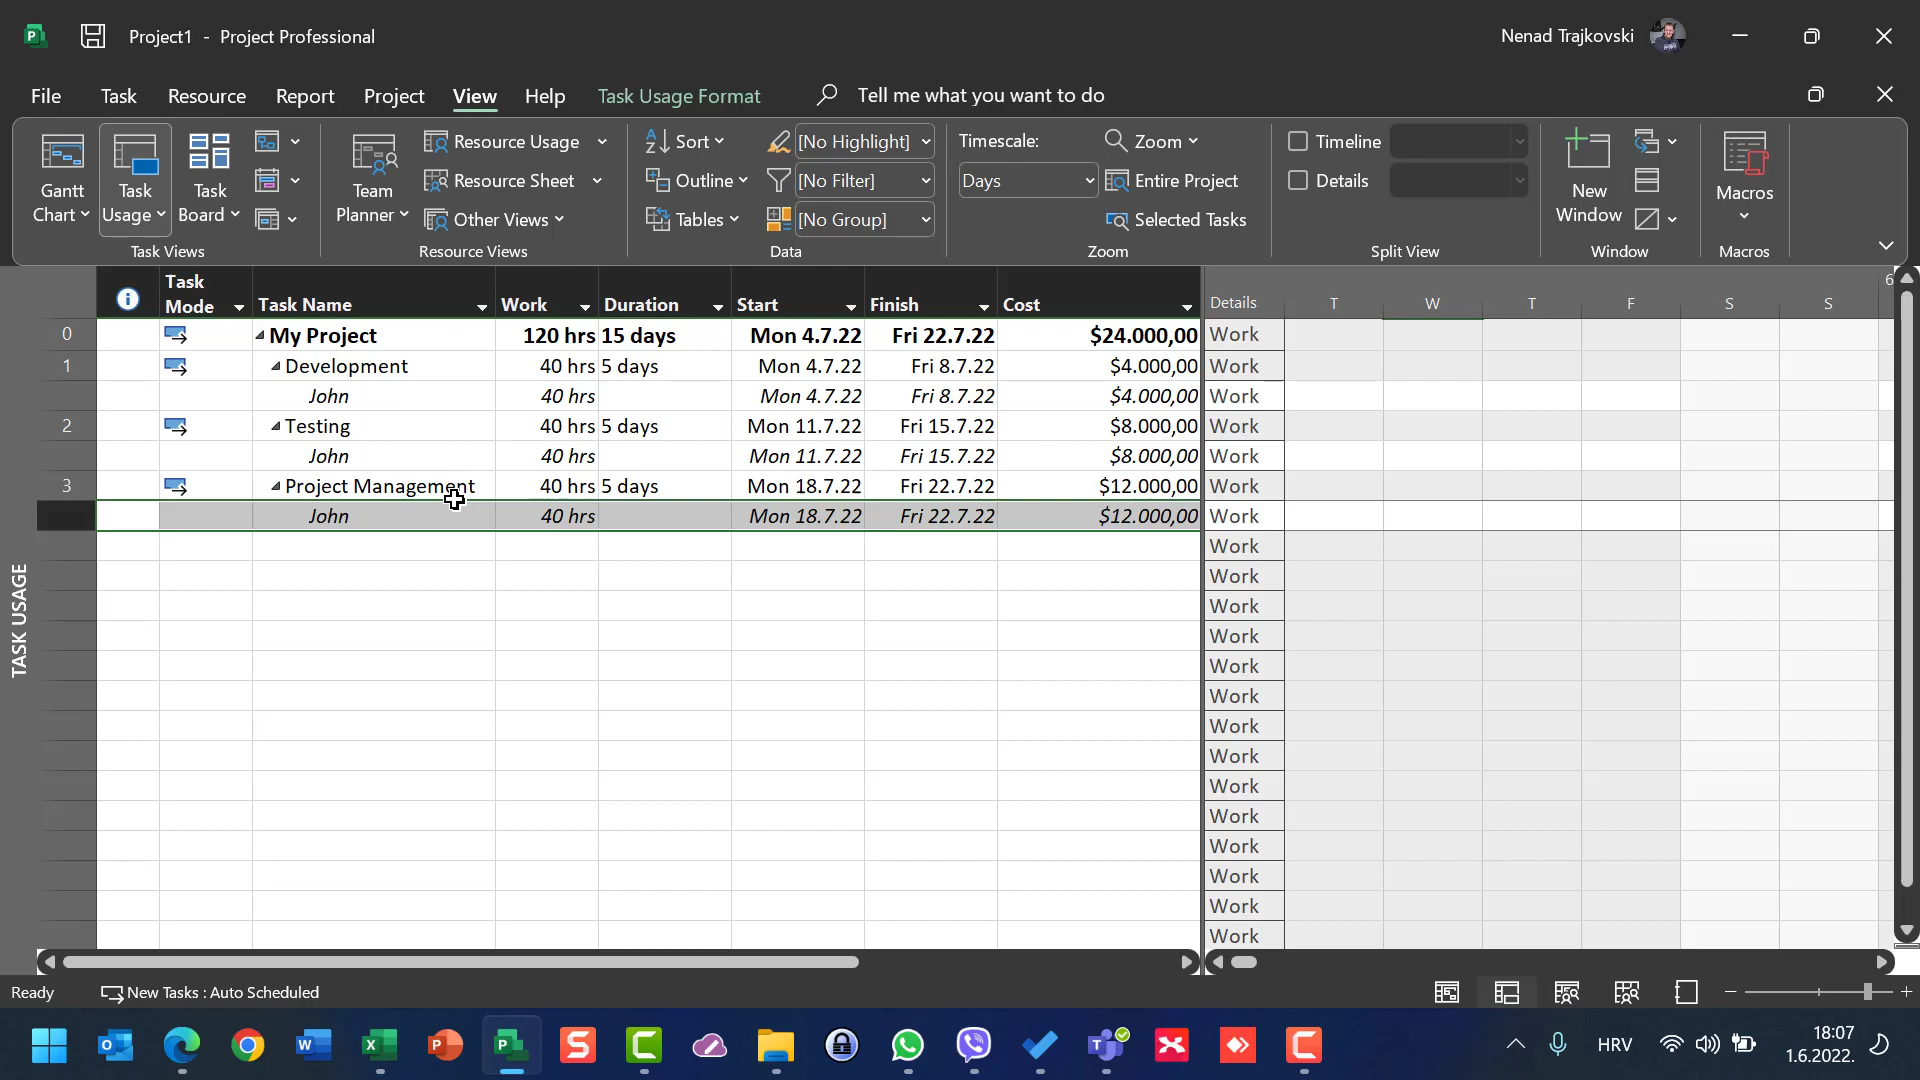 Project1 - Project Professional
Nenad Trajkovski
File Task Resource Report Project View Help Task Usage Format Tell me what you want to do
Gantt Chart
Task Usage
Task Board
Task Views
Team Planner
Resource Usage
Resource Sheet
Other Views
Resource Views
Sort
Outline
Tables
[No Highlight]
[No Filter]
[No Group]
Data
Timescale:
Days
Zoom
Entire Project
Selected Tasks
Zoom
Timeline
Details
Split View
New Window
Window
Macros
Macros
Task Mode Task Name Work Duration Start Finish Cost Details T W T F S S 6
0 My Project 120 hrs 15 days Mon 4.7.22 Fri 22.7.22 $24.000,00 Work
1 Development 40 hrs 5 days Mon 4.7.22 Fri 8.7.22 $4.000,00 Work
John 40 hrs Mon 4.7.22 Fri 8.7.22 $4.000,00 Work
2 Testing 40 hrs 5 days Mon 11.7.22 Fri 15.7.22 $8.000,00 Work
John 40 hrs Mon 11.7.22 Fri 15.7.22 $8.000,00 Work
3 Project Management 40 hrs 5 days Mon 18.7.22 Fri 22.7.22 $12.000,00 Work
John 40 hrs Mon 18.7.22 Fri 22.7.22 $12.000,00 Work
Work
Work
Work
Work
Work
Work
Work
Work
Work
Work
Work
Work
Work
Work
TASK USAGE
Ready New Tasks : Auto Scheduled
HRV
18:07
1.6.2022.